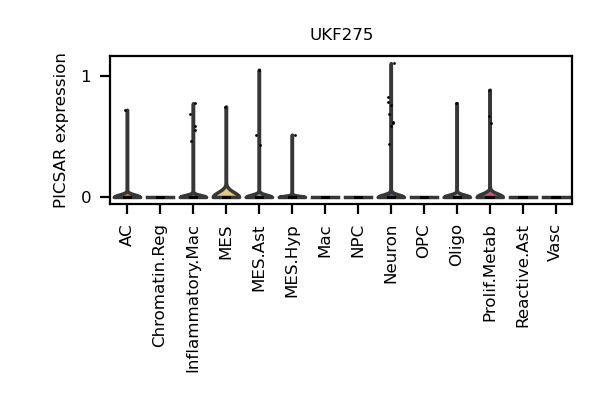 UKF275
PICSAR expression
1
0
AC
Chromatin.Reg
Inflammatory.Mac
MES
MES.Ast
MES.Hyp
Mac
NPC
Neuron
OPC
Oligo
Prolif.Metab
Reactive.Ast
Vasc